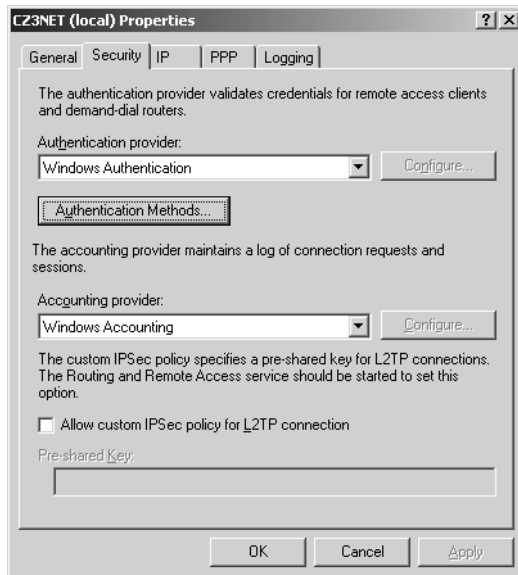 CZ3NET (local) Properties
General Security IP PPP Logging
The authentication provider validates credentials for remote access clients
and demand-dial routers.
Authentication provider:
Windows Authentication Configure...
Authentication Methods...
The accounting provider maintains a log of connection requests and
sessions.
Accounting provider:
Windows Accounting Configure...
The custom IPSec policy specifies a pre-shared key for L2TP connections.
The Routing and Remote Access service should be started to set this
option.
Allow custom IPSec policy for L2TP connection
Pre-shared Key:
OK Cancel Apply